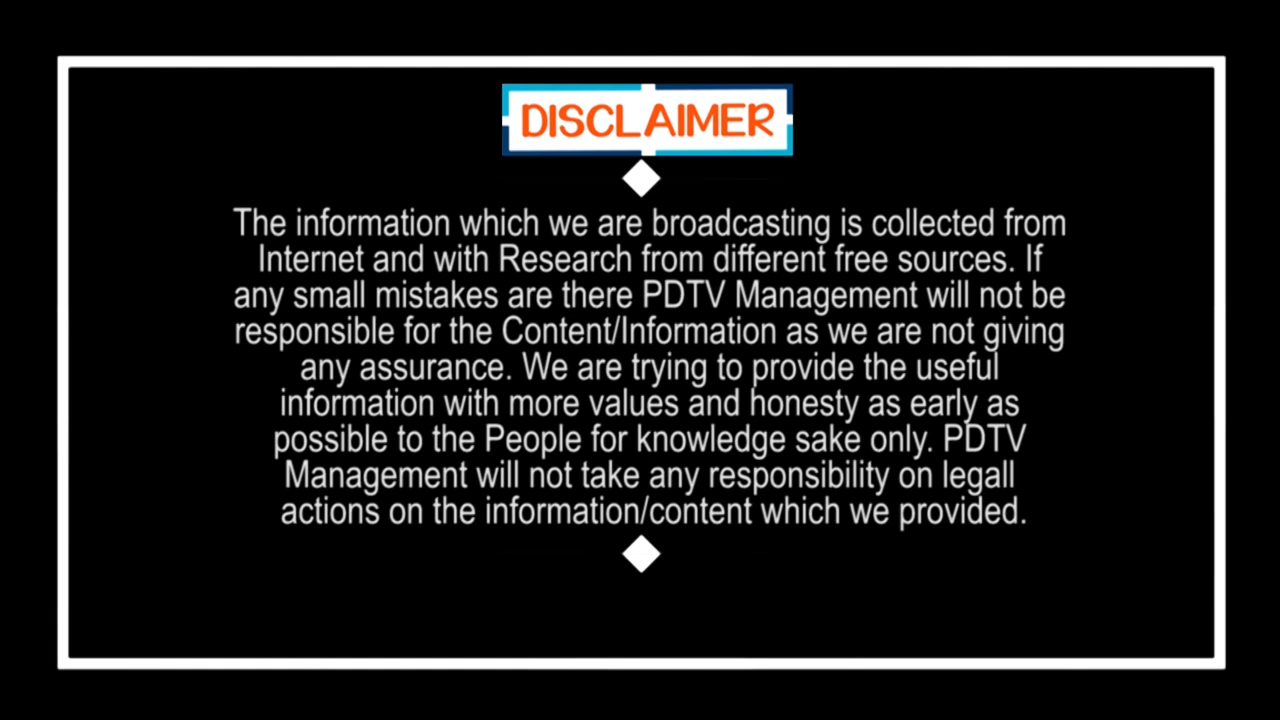 DISCLAIMER
The information which we are broadcasting is collected from
Internet and with Research from different free sources. If
any small mistakes are there PDTV Management will not be
responsible for the Content/Information as we are not giving
any assurance. We are trying to provide the useful
information with more values and honesty as early as
possible to the People for knowledge sake only. PDTV
Management will not take any responsibility on legall
actions on the information/content which we provided.